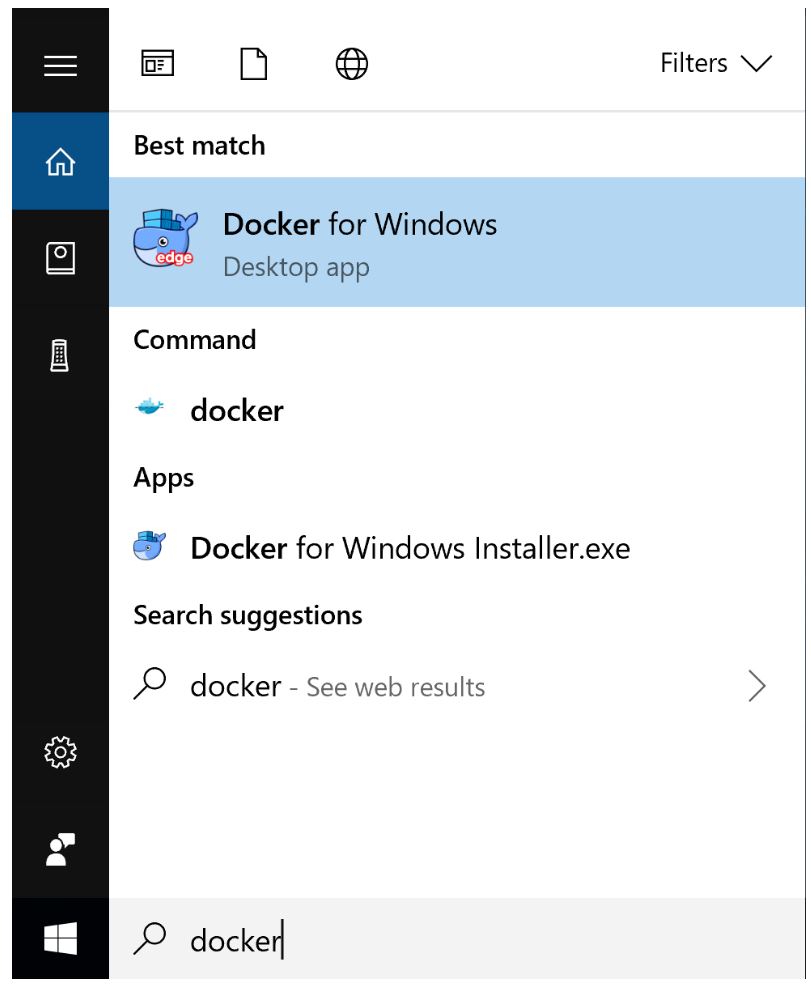 Filters
Best match
Docker for Windows
edge
Desktop app
Command
docker
Apps
Docker for Windows Installer.exe
Search suggestions
docker - See web results
docker